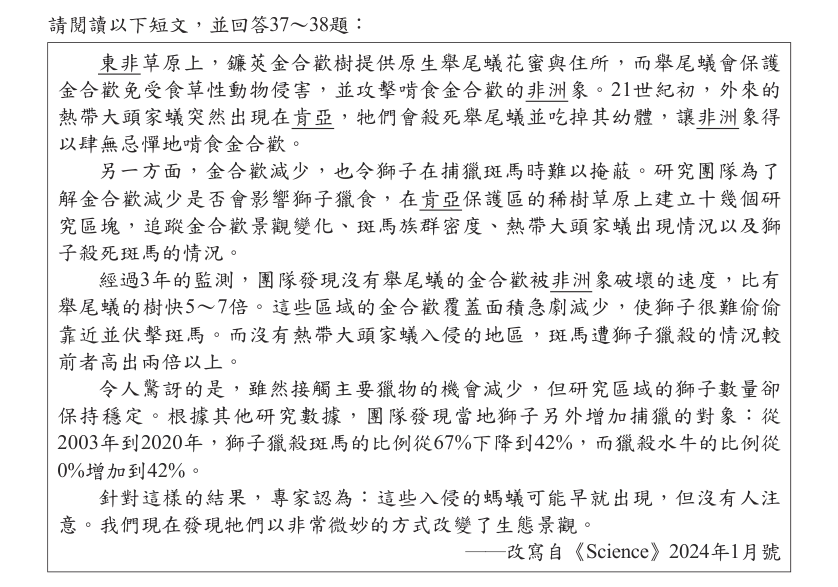 請閱讀以下短文，並回答37～38題：
東非草原上，鐮莢金合歡樹提供原生舉尾蟻花蜜與住所，而舉尾蟻會保護
金合歡免受食草性動物侵害，並攻擊啃食金合歡的非洲象。21世紀初，外來的
熱帶大頭家蟻突然出現在肯亞，牠們會殺死舉尾蟻並吃掉其幼體，讓非洲象得
以肆無忌憚地啃食金合歡。
另一方面，金合歡減少，也令獅子在捕獵斑馬時難以掩蔽。研究團隊為了
解金合歡減少是否會影響獅子獵食，在肯亞保護區的稀樹草原上建立十幾個研
究區塊，追蹤金合歡景觀變化、斑馬族群密度、熱帶大頭家蟻出現情況以及獅
子殺死斑馬的情況。
經過3年的監測，團隊發現沒有舉尾蟻的金合歡被非洲象破壞的速度，比有
舉尾蟻的樹快5～7倍。這些區域的金合歡覆蓋面積急劇減少，使獅子很難偷偷
靠近並伏擊斑馬。而沒有熱帶大頭家蟻入侵的地區，斑馬遭獅子獵殺的情況較
前者高出兩倍以上。
令人驚訝的是，雖然接觸主要獵物的機會減少，但研究區域的獅子數量卻
保持穩定。根據其他研究數據，團隊發現當地獅子另外增加捕獵的對象：從
2003年到2020年，獅子獵殺斑馬的比例從67%下降到42%，而獵殺水牛的比例從
0%增加到42%。
針對這樣的結果，專家認為：這些入侵的螞蟻可能早就出現，但沒有人注
意。我們現在發現牠們以非常微妙的方式改變了生態景觀。
——改寫自《Science》2024年1月號